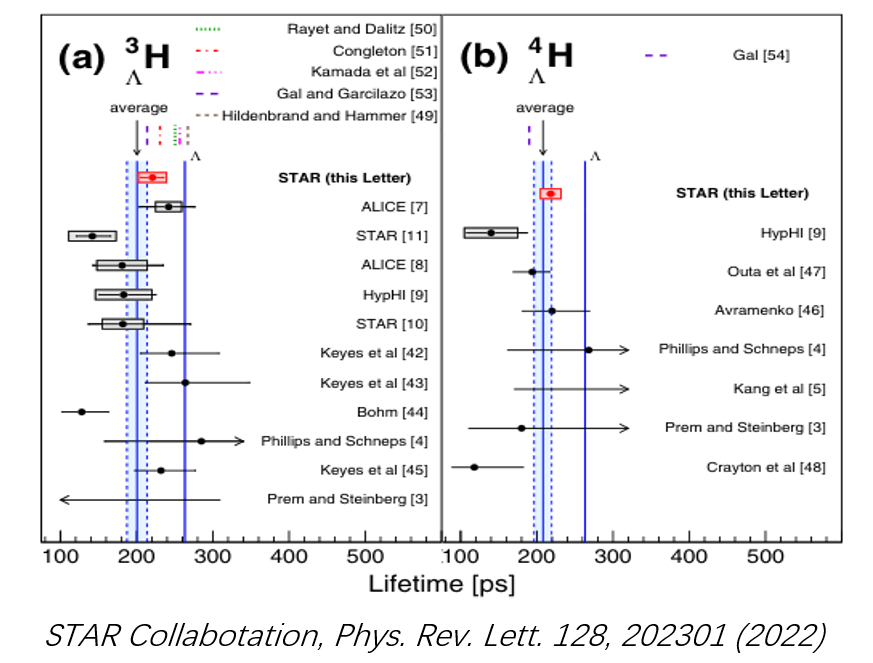 (a) ³H
Λ
Rayet and Dalitz [50]
Congleton [51]
Kamada et al [52]
Gal and Garcilazo [53]
Hildenbrand and Hammer [49]
average
Λ
STAR (this Letter)
ALICE [7]
STAR [11]
ALICE [8]
HypHI [9]
STAR [10]
Keyes et al [42]
Keyes et al [43]
Bohm [44]
Phillips and Schneps [4]
Keyes et al [45]
Prem and Steinberg [3]
100 200 300 400 500
(b) ⁴H
Λ
Gal [54]
average
Λ
STAR (this Letter)
HypHI [9]
Outa et al [47]
Avramenko [46]
Phillips and Schneps [4]
Kang et al [5]
Prem and Steinberg [3]
Crayton et al [48]
100 200 300 400 500
Lifetime [ps]
STAR Collabotation, Phys. Rev. Lett. 128, 202301 (2022)